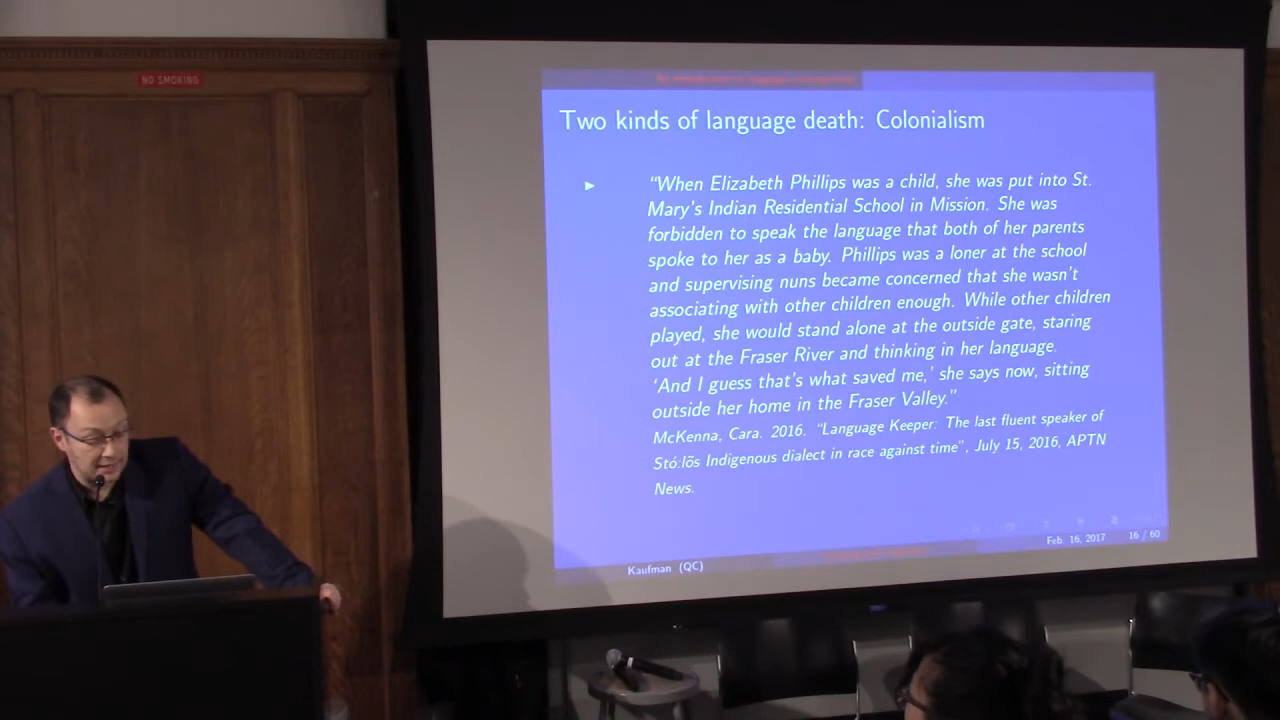 NO SMOKING
Two kinds of language death: Colonialism
“When Elizabeth Phillips was a child, she was put into St.
Mary's Indian Residential School in Mission. She was
forbidden to speak the language that both of her parents
spoke to her as a baby. Phillips was a loner at the school
and supervising nuns became concerned that she wasn't
associating with other children enough. While other children
played, she would stand alone at the outside gate, staring
out at the Fraser River and thinking in her language.
‘And I guess that's what saved me,’ she says now, sitting
outside her home in the Fraser Valley.”
McKenna, Cara. 2016. “Language Keeper: The last fluent speaker of
Stó:lõs Indigenous dialect in race against time”, July 15, 2016, APTN
News.
Feb. 16, 2017 16 / 60
Kaufman (QC)